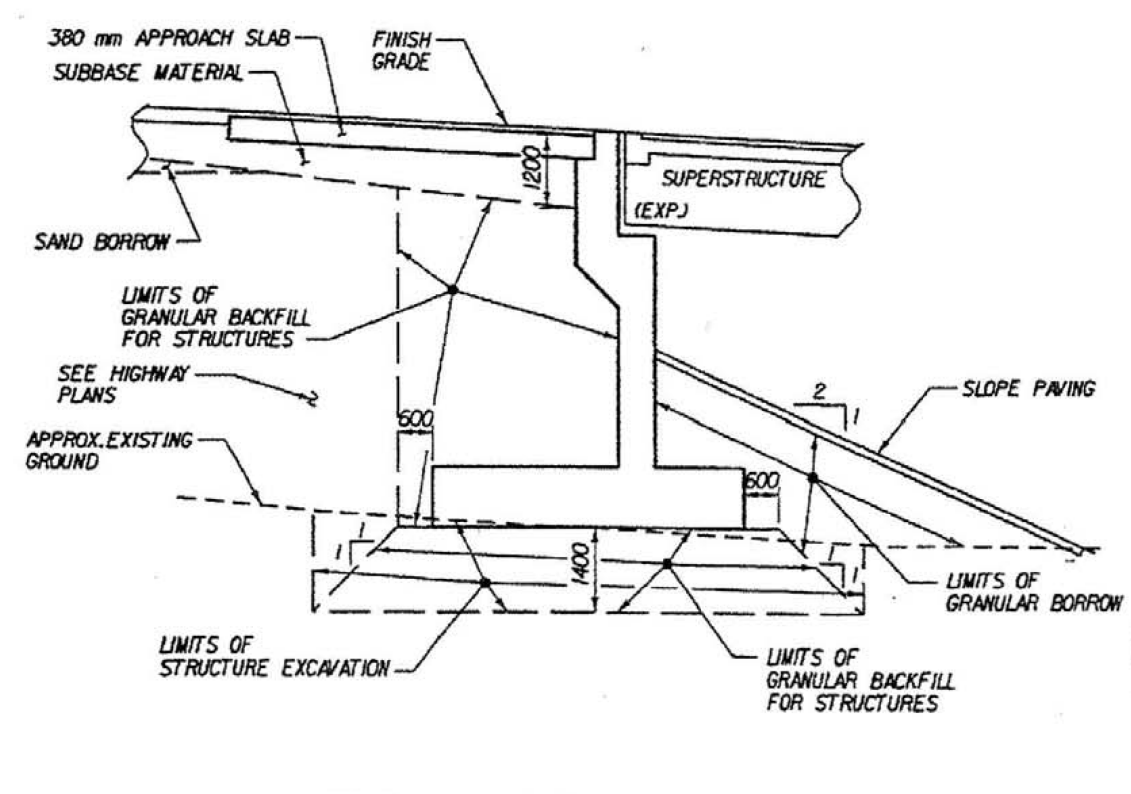 380 mm APPROACH SLAB
SUBBASE MATERIAL
FINISH
GRADE
1200
SUPERSTRUCTURE
(EXP.)
SAND BORROW
LIMITS OF
GRANULAR BACKFILL
FOR STRUCTURES
SEE HIGHWAY
PLANS
2
1
SLOPE PAVING
600
APPROX. EXISTING
GROUND
600
1
1
1400
1
1
LIMITS OF
GRANULAR BORROW
LIMITS OF
STRUCTURE EXCAVATION
LIMITS OF
GRANULAR BACKFILL
FOR STRUCTURES